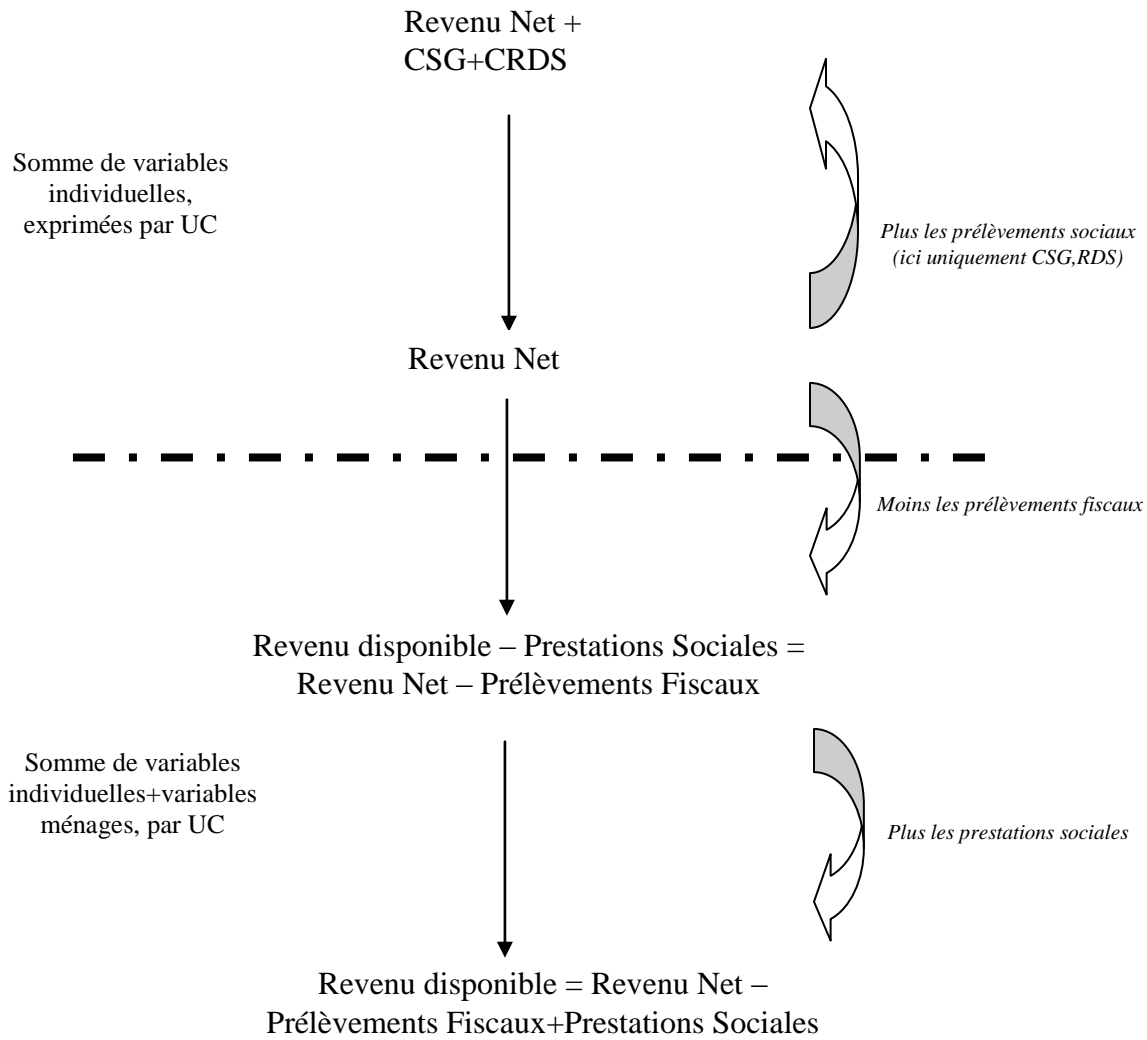 Revenu Net +
CSG+CRDS
Somme de variables
individuelles,
exprimées par UC
Plus les prélèvements sociaux
(ici uniquement CSG,RDS)
Revenu Net
Moins les prélèvements fiscaux
Revenu disponible – Prestations Sociales =
Revenu Net – Prélèvements Fiscaux
Somme de variables
individuelles+variables
ménages, par UC
Plus les prestations sociales
Revenu disponible = Revenu Net –
Prélèvements Fiscaux+Prestations Sociales